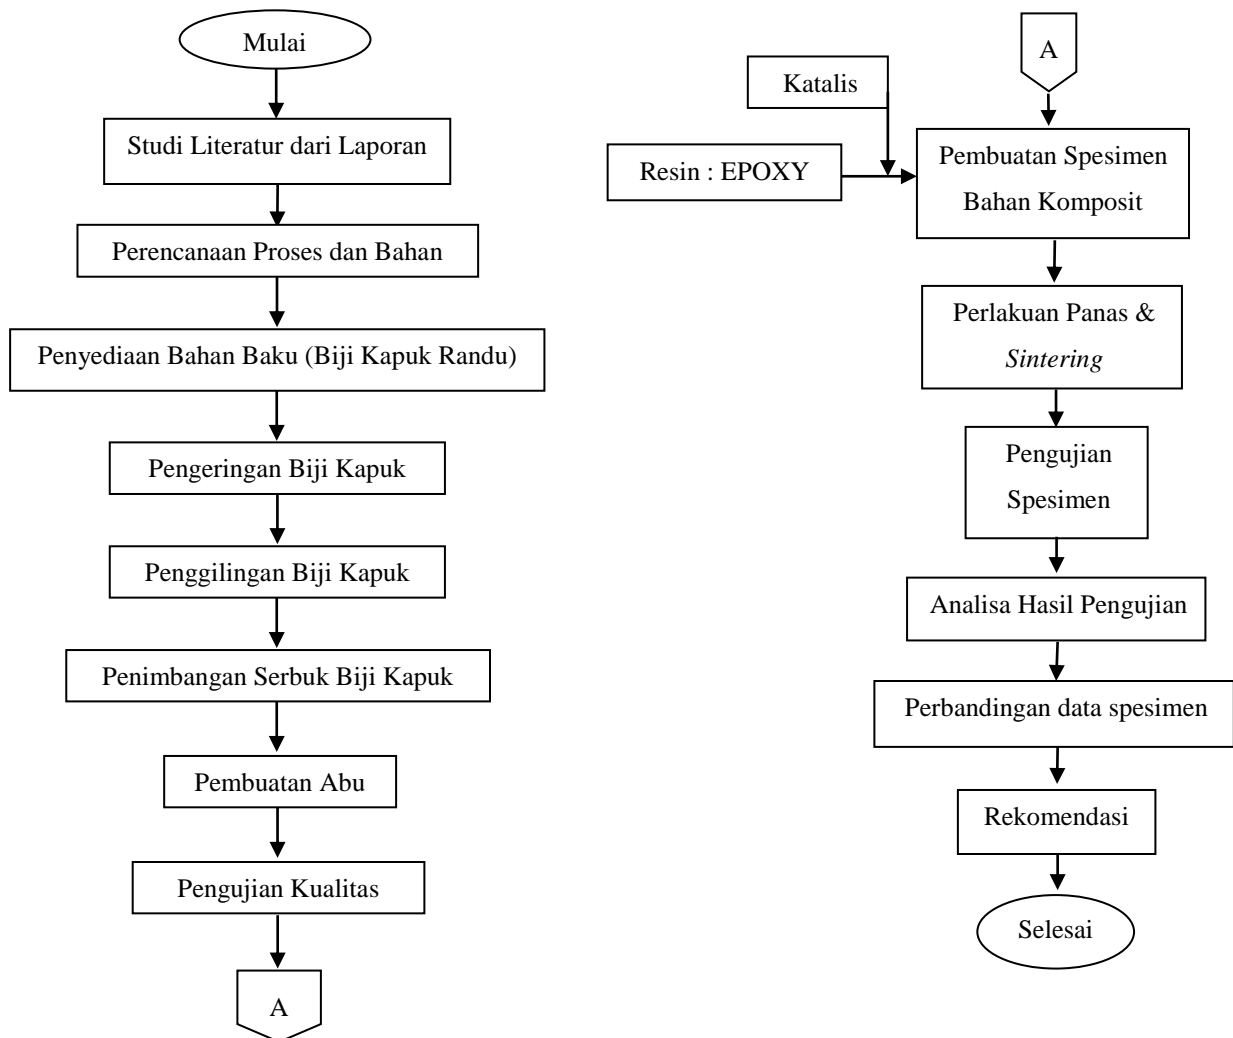 Mulai
Studi Literatur dari Laporan
Perencanaan Proses dan Bahan
Penyediaan Bahan Baku (Biji Kapuk Randu)
Pengeringan Biji Kapuk
Penggilingan Biji Kapuk
Penimbangan Serbuk Biji Kapuk
Pembuatan Abu
Pengujian Kualitas
A
A
Katalis
Resin : EPOXY
Pembuatan Spesimen
Bahan Komposit
Perlakuan Panas &
Sintering
Pengujian
Spesimen
Analisa Hasil Pengujian
Perbandingan data spesimen
Rekomendasi
Selesai